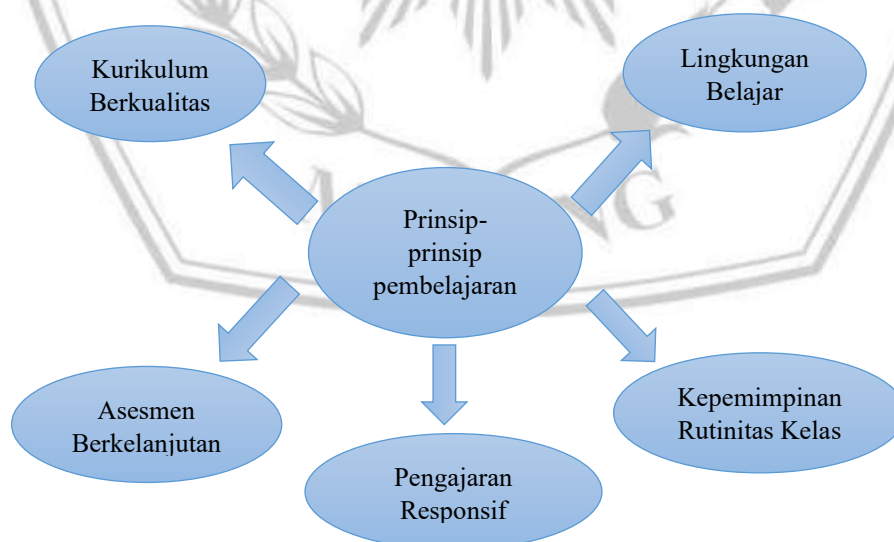 Kurikulum
Berkualitas
Lingkungan
Belajar
Prinsip-
prinsip
pembelajaran
Asesmen
Berkelanjutan
Kepemimpinan
Rutinitas Kelas
Pengajaran
Responsif